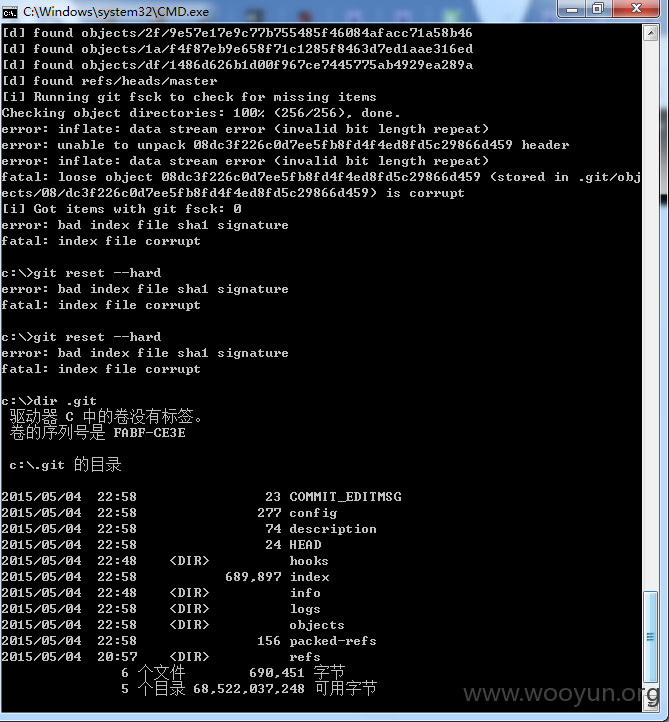 C:\Windows\system32\CMD.exe
[d] found objects/2f/9e57e17e9c77b755485f46084afacc71a58b46
[d] found objects/1a/f4f87eb9e658f71c1285f8463d7ed1aae316ed
[d] found objects/df/1486d626b1d00f967ce7445775ab4929ea289a
[d] found refs/heads/master
[i] Running git fsck to check for missing items
Checking object directories: 100% (256/256), done.
error: inflate: data stream error (invalid bit length repeat)
error: unable to unpack 08dc3f226c0d7ee5fb8fd4f4ed8fd5c29866d459 header
error: inflate: data stream error (invalid bit length repeat)
fatal: loose object 08dc3f226c0d7ee5fb8fd4f4ed8fd5c29866d459 (stored in .git/obj
ects/08/dc3f226c0d7ee5fb8fd4f4ed8fd5c29866d459) is corrupt
[i] Got items with git fsck: 0
error: bad index file sha1 signature
fatal: index file corrupt
c:\>git reset --hard
error: bad index file sha1 signature
fatal: index file corrupt
c:\>git reset --hard
error: bad index file sha1 signature
fatal: index file corrupt
c:\>dir .git
驱动器 C 中的卷没有标签。
卷的序列号是 FABF-CE3E
c:\.git 的目录
2015/05/04  22:58                23 COMMIT_EDITMSG
2015/05/04  22:58               277 config
2015/05/04  22:58                74 description
2015/05/04  22:58                24 HEAD
2015/05/04  22:48    <DIR>          hooks
2015/05/04  22:58           689,897 index
2015/05/04  22:48    <DIR>          info
2015/05/04  22:58    <DIR>          logs
2015/05/04  22:58    <DIR>          objects
2015/05/04  22:58               156 packed-refs
2015/05/04  20:57    <DIR>          refs
6 个文件        690,451 字节
5 个目录 68,522,037,248 可用字节
www.wooyun.org